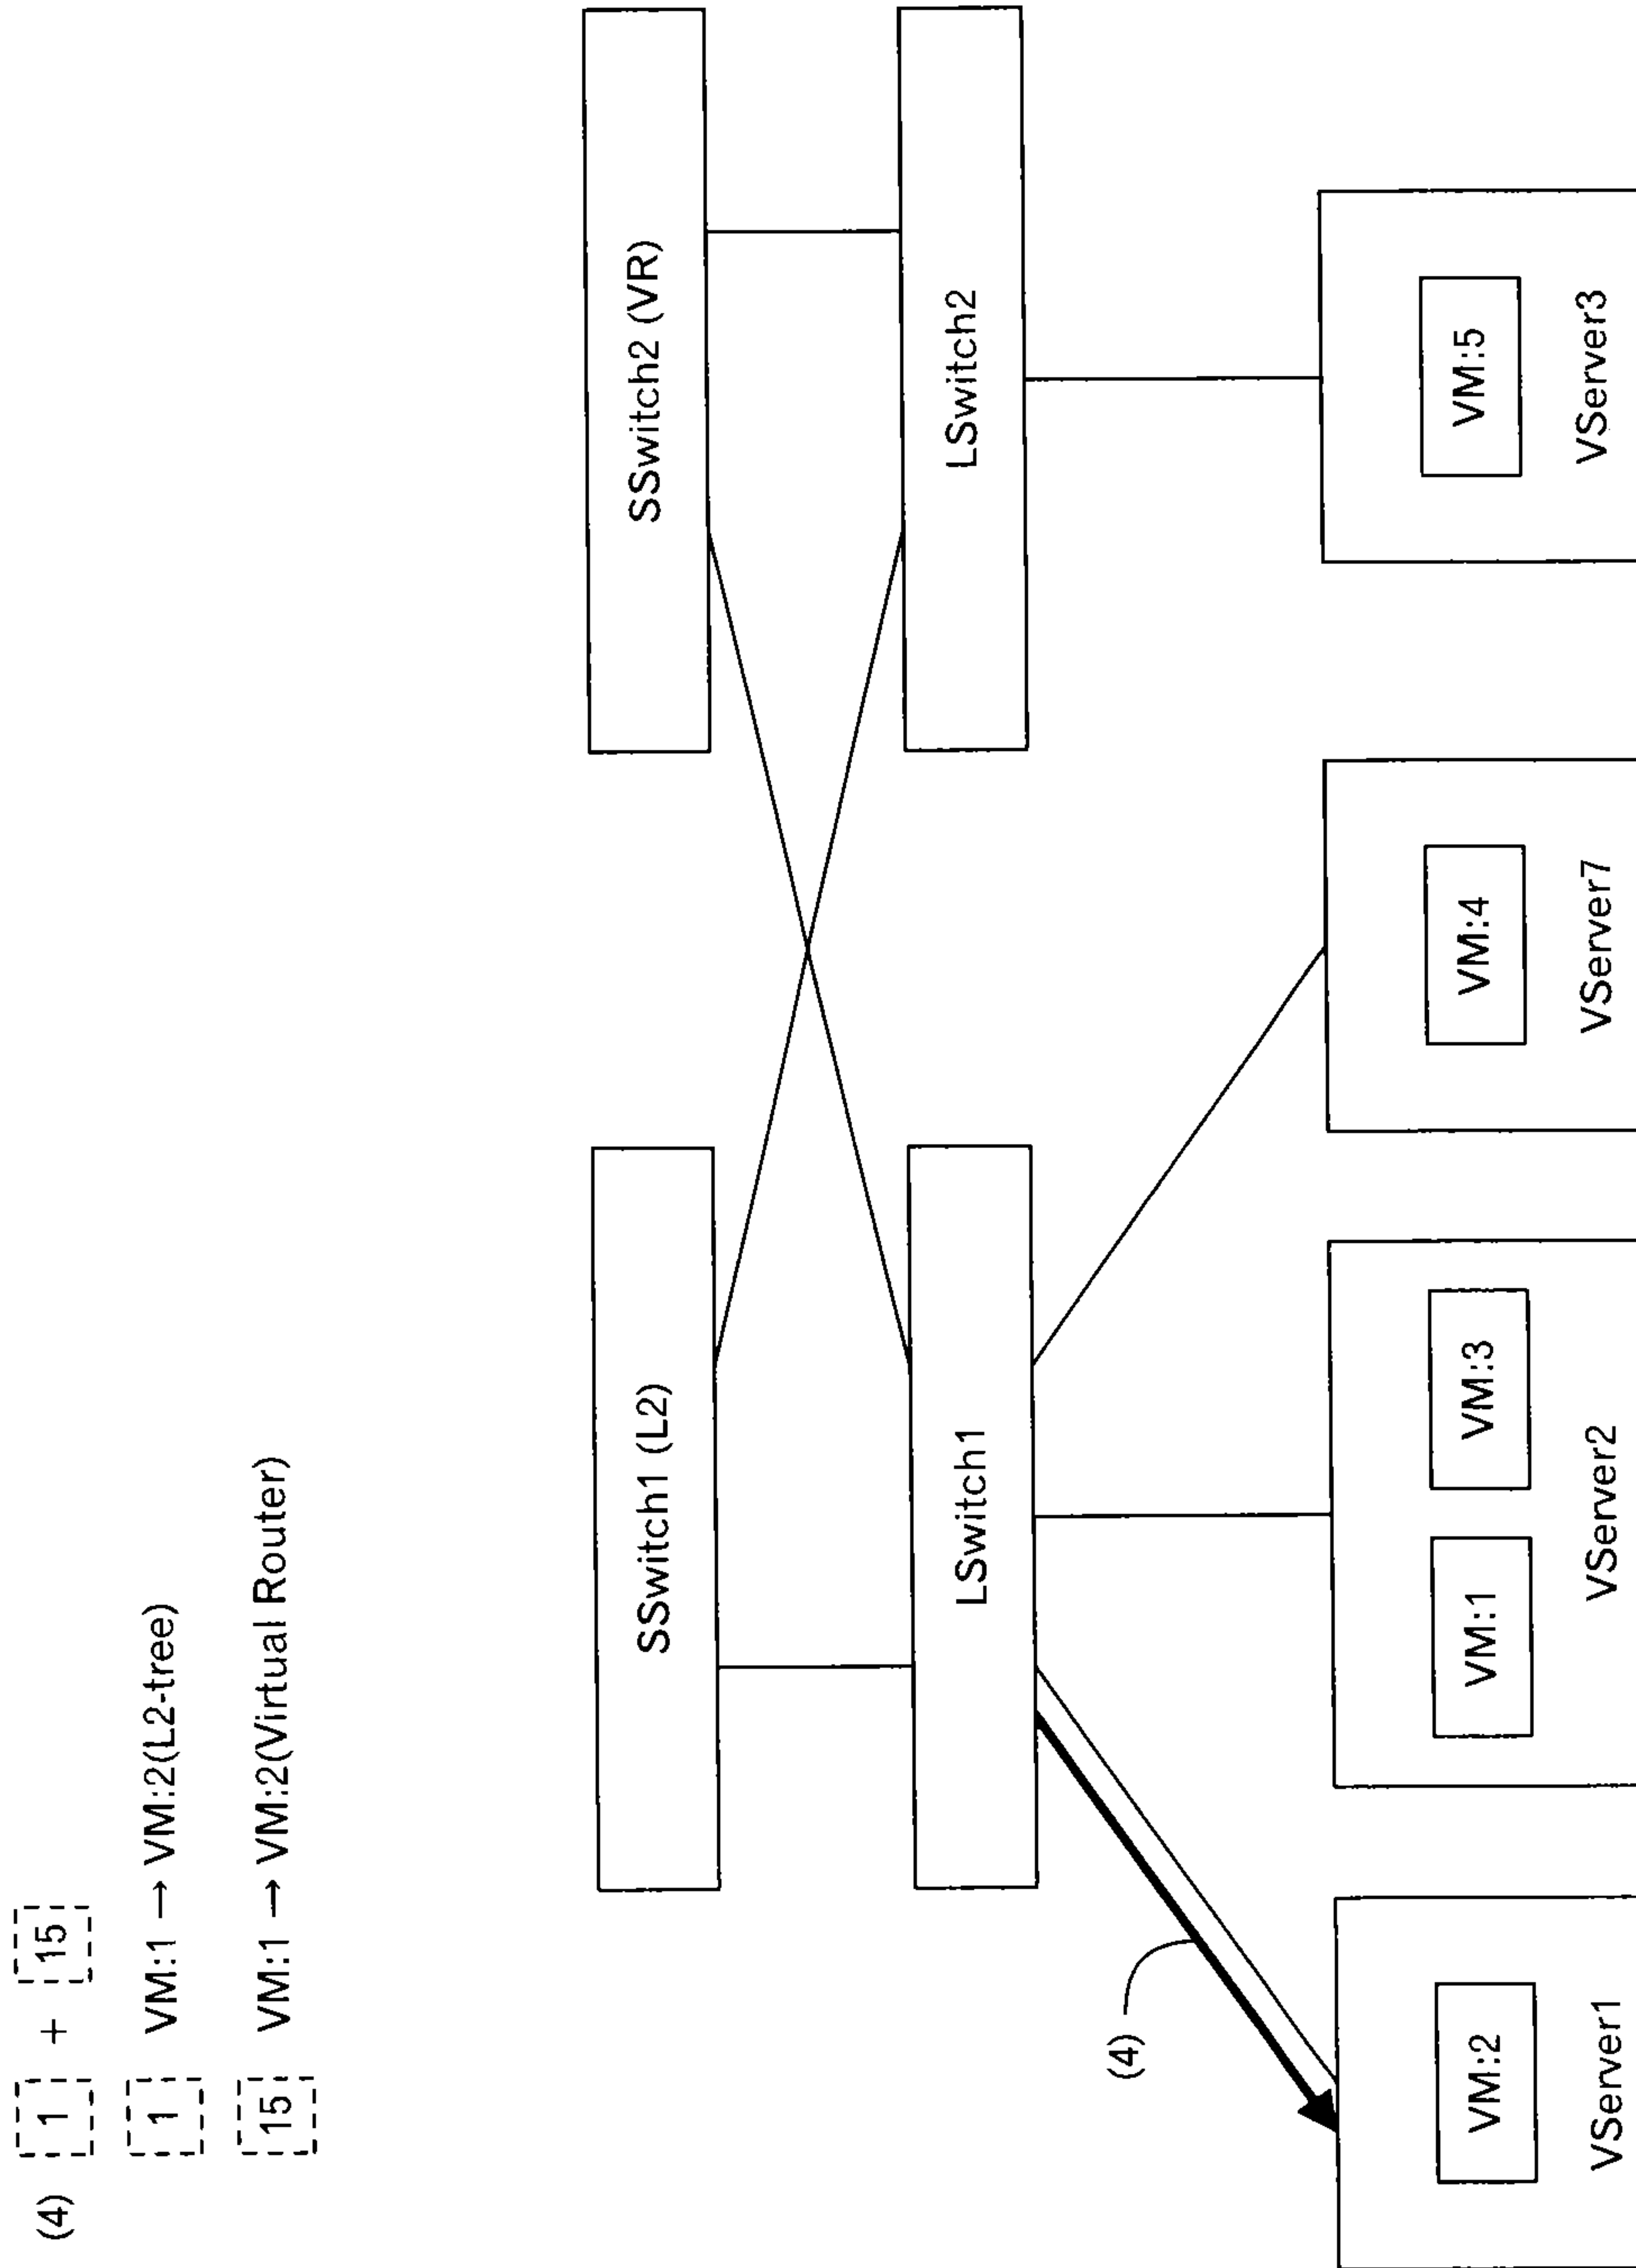 (4) 1 + 15
1 VM:1 → VM:2(L2-tree)
15 VM:1 → VM:2(Virtual Router)
SSwitch1 (L2)
SSwitch2 (VR)
LSwitch1
LSwitch2
(4)
VM:2
VM:1
VM:3
VM:4
VM:5
VServer1
VServer2
VServer7
VServer3